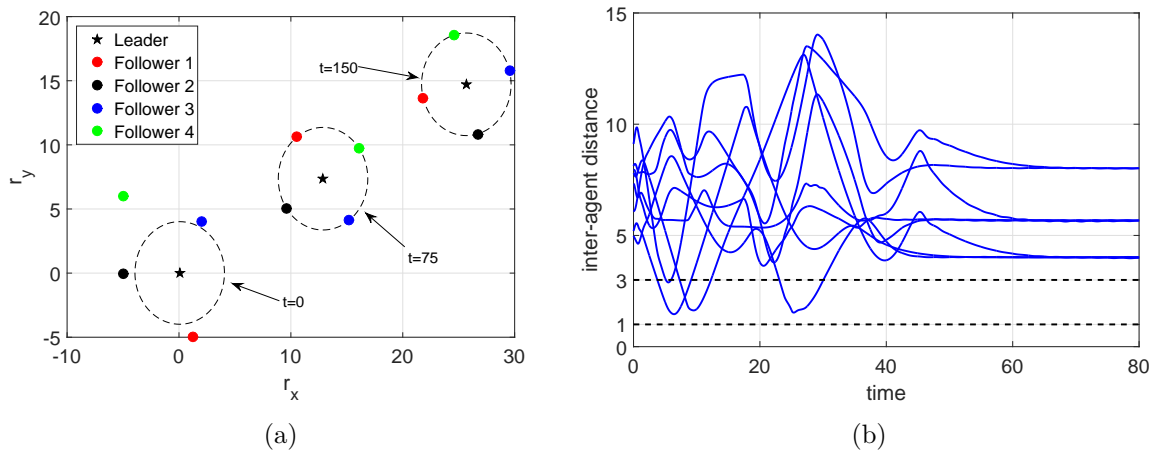 20
15
10
5
0
-5
-10
0
10
20
30
r_y
r_x
Leader
Follower 1
Follower 2
Follower 3
Follower 4
t=150
t=75
t=0
(a)
15
10
5
3
1
0
0
20
40
60
80
inter-agent distance
time
(b)